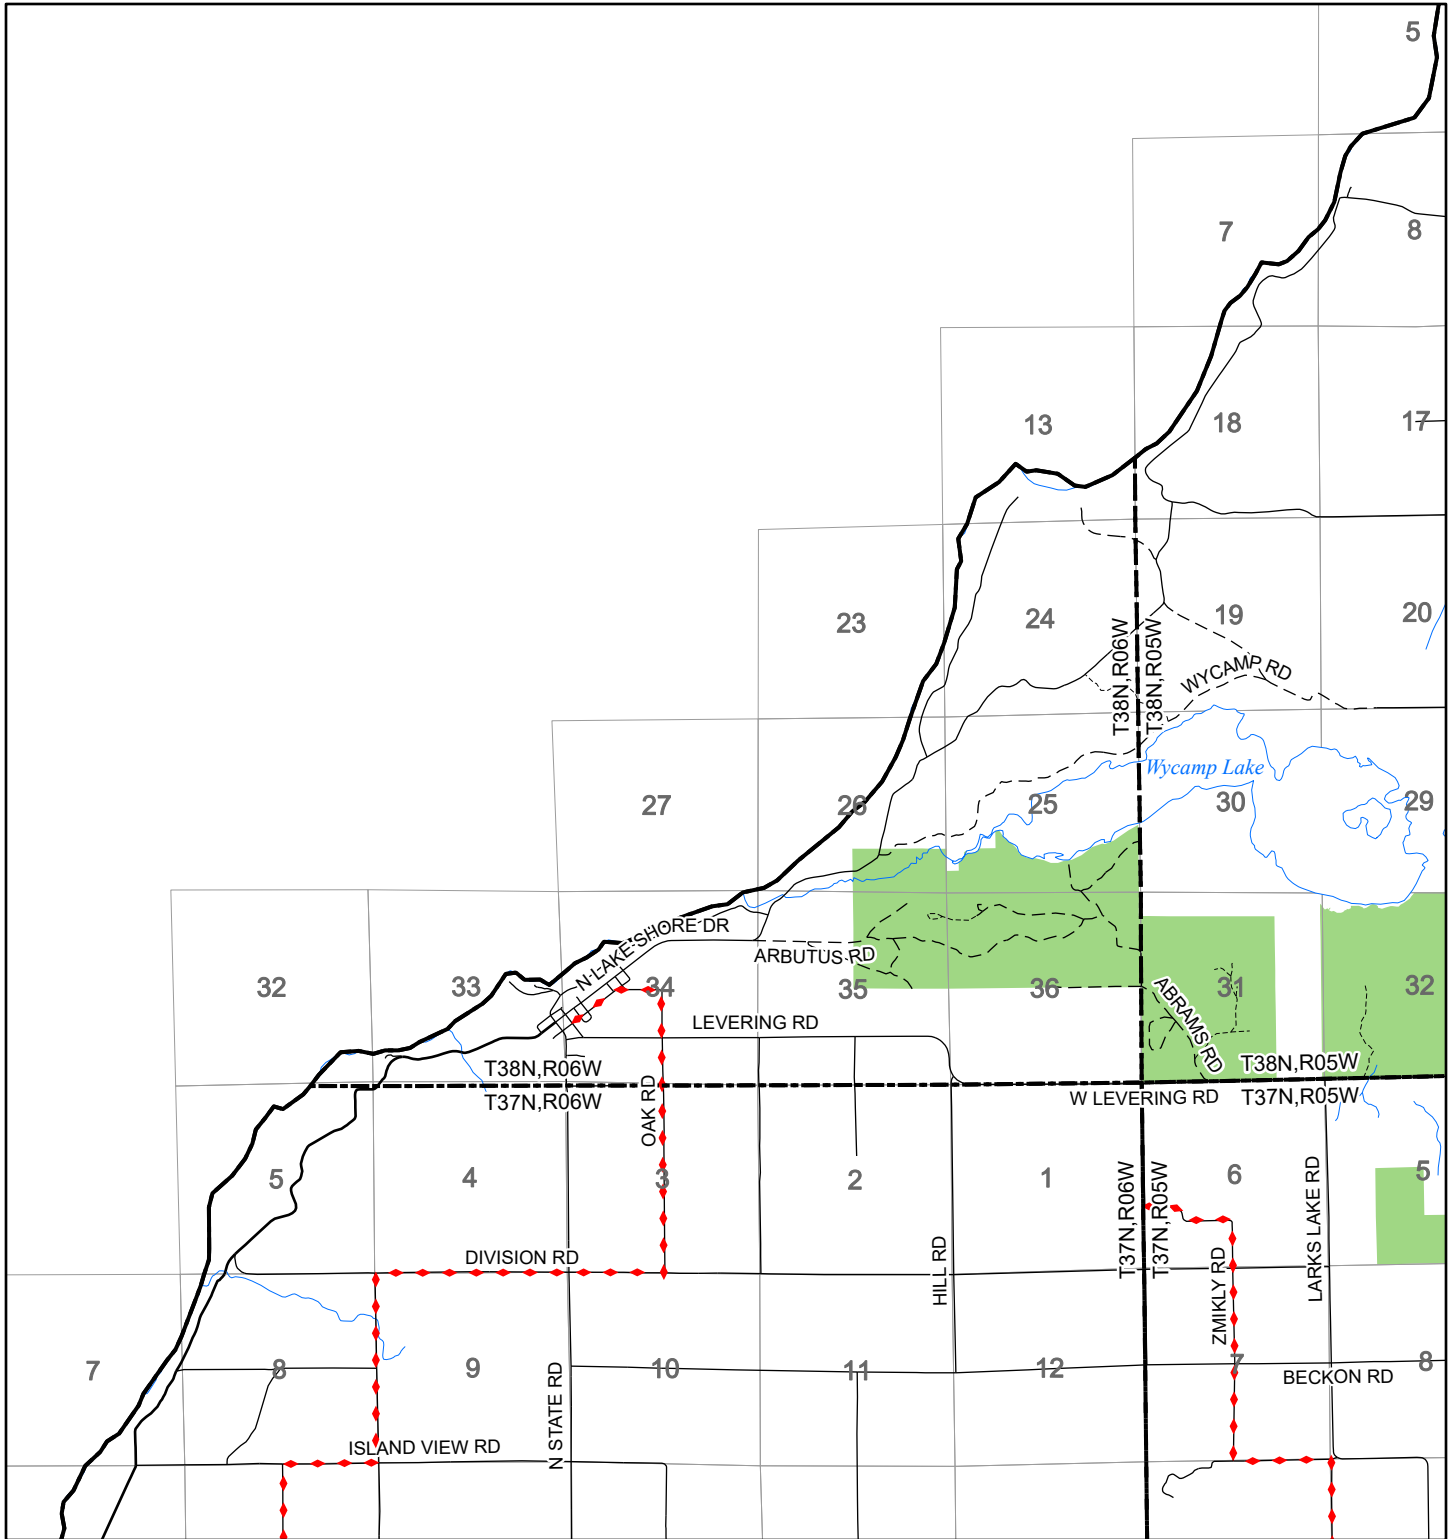 5
7
8
13
18
17
23
24
19
20
T38N,R06W
T38N,R05W
WYCAMP RD
Wycamp Lake
27
26
25
30
29
N LAKE SHORE DR
ARBUTUS RD
32
33
34
35
36
31
32
ABRAMS RD
LEVERING RD
T38N,R06W
T38N,R05W
T37N,R06W
W LEVERING RD
T37N,R05W
OAK RD
5
4
3
2
1
T37N,R06W
T37N,R05W
6
LARKS LAKE RD
5
DIVISION RD
HILL RD
ZMIKLY RD
7
8
9
10
11
12
7
8
BECKON RD
N STATE RD
ISLAND VIEW RD